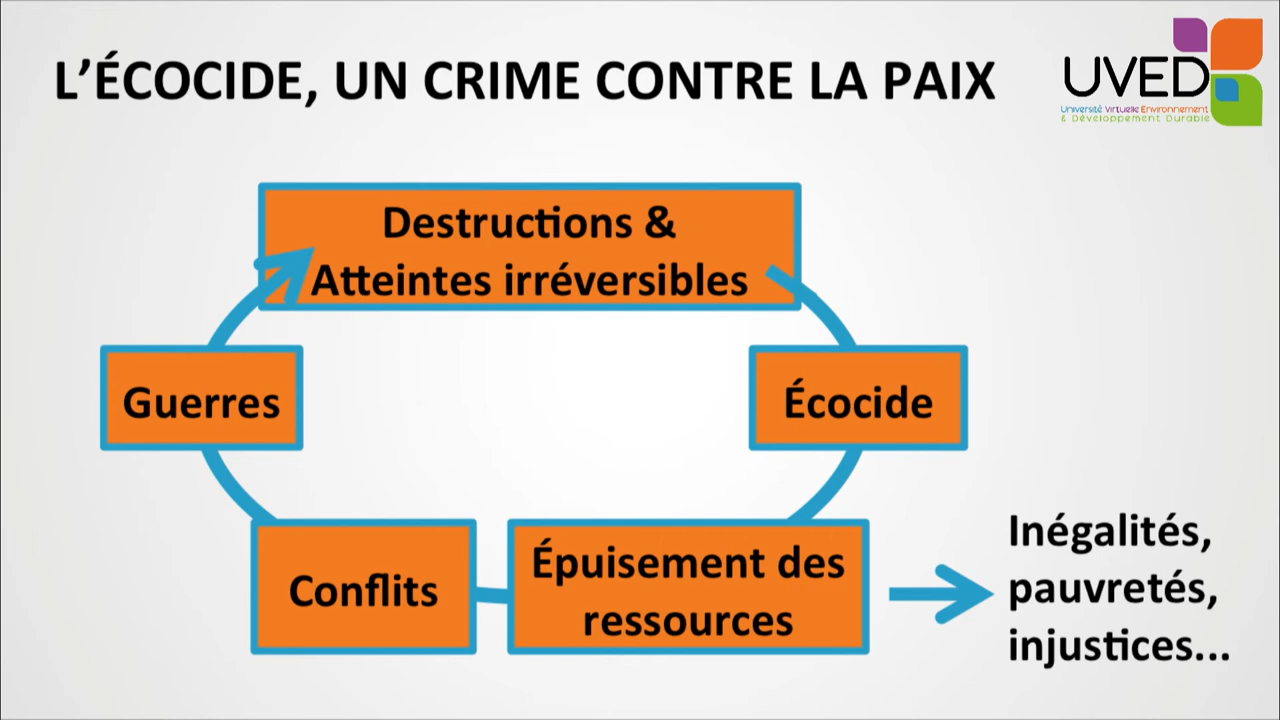 L'ÉCOCIDE, UN CRIME CONTRE LA PAIX
UVED
Université Virtuelle Environnement
& Développement Durable
Destructions &
Atteintes irréversibles
Guerres
Écocide
Conflits
Épuisement des
ressources
Inégalités,
pauvretés,
injustices...